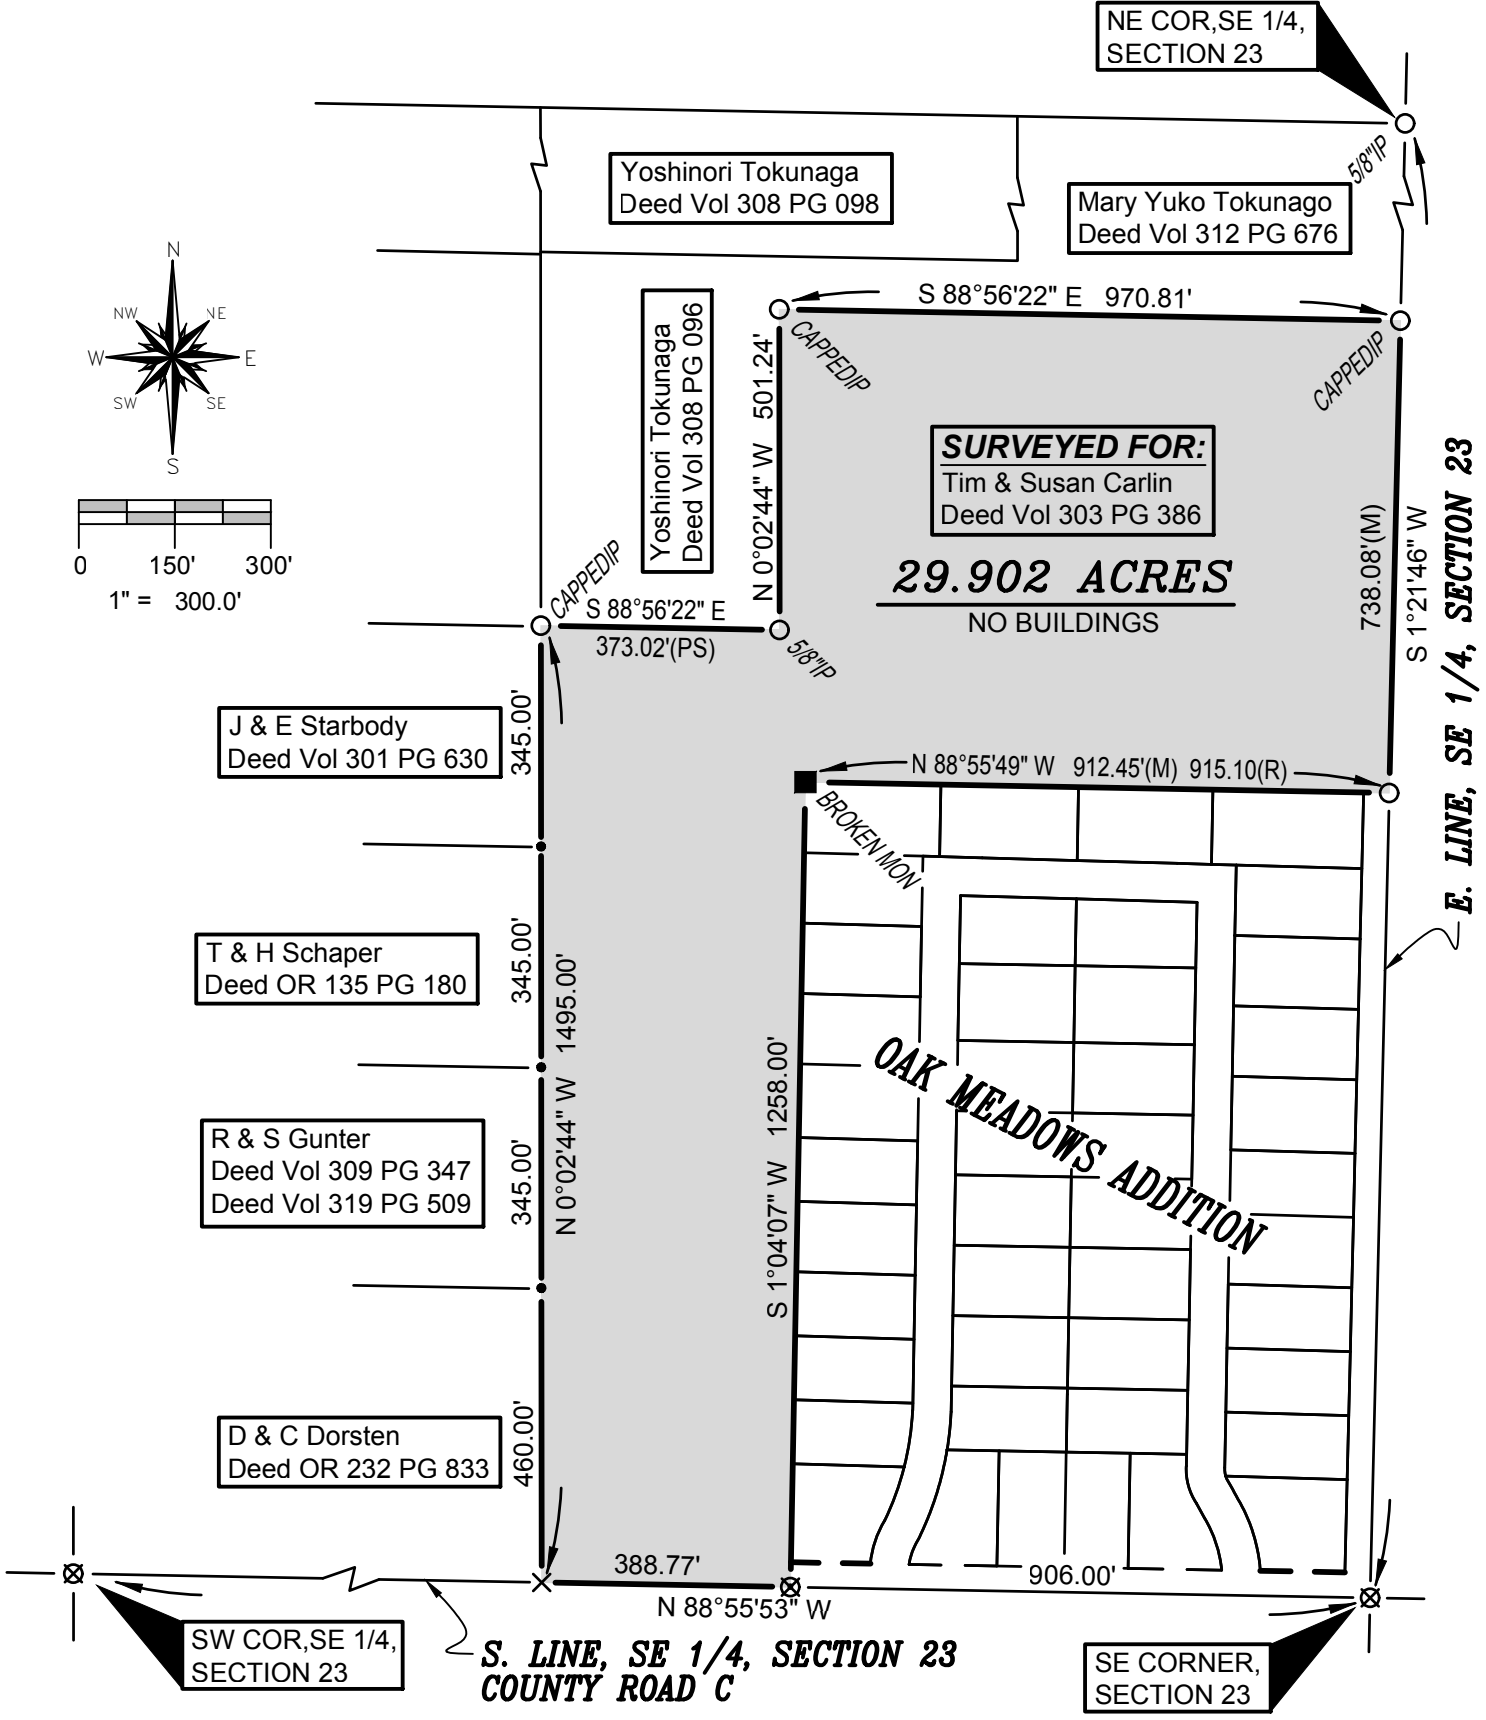 NE COR,SE 1/4,
SECTION 23
5/8"IP
Yoshinori Tokunaga
Deed Vol 308 PG 098
Mary Yuko Tokunago
Deed Vol 312 PG 676
N
NW
NE
W
E
SW
SE
S
0 150' 300'
1" = 300.0'
S 88°56'22" E 970.81'
CAPPEDIP
CAPPEDIP
Yoshinori Tokunaga
Deed Vol 308 PG 096
N 0°02'44" W 501.24'
SURVEYED FOR:
Tim & Susan Carlin
Deed Vol 303 PG 386
29.902 ACRES
NO BUILDINGS
738.08'(M)
S 1°21'46" W
E. LINE, SE 1/4, SECTION 23
CAPPEDIP
S 88°56'22" E
373.02'(PS)
5/8"IP
J & E Starbody
Deed Vol 301 PG 630
345.00'
N 88°55'49" W 912.45'(M) 915.10(R)
BROKEN MON
T & H Schaper
Deed OR 135 PG 180
345.00'
N 0°02'44" W 1495.00'
S 1°04'07" W 1258.00'
OAK MEADOWS ADDITION
R & S Gunter
Deed Vol 309 PG 347
Deed Vol 319 PG 509
345.00'
D & C Dorsten
Deed OR 232 PG 833
460.00'
388.77'
N 88°55'53" W
906.00'
SW COR,SE 1/4,
SECTION 23
S. LINE, SE 1/4, SECTION 23
COUNTY ROAD C
SE CORNER,
SECTION 23